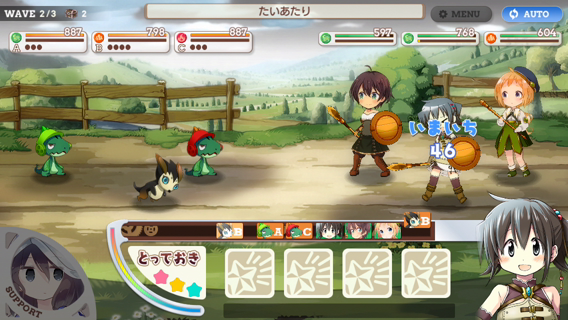 WAVE 2/3 2
たいあたり
MENU
AUTO
887
798
887
597
768
604
A
B
C
いまいち
46
B
A
C
B
とっておき
SUPPORT